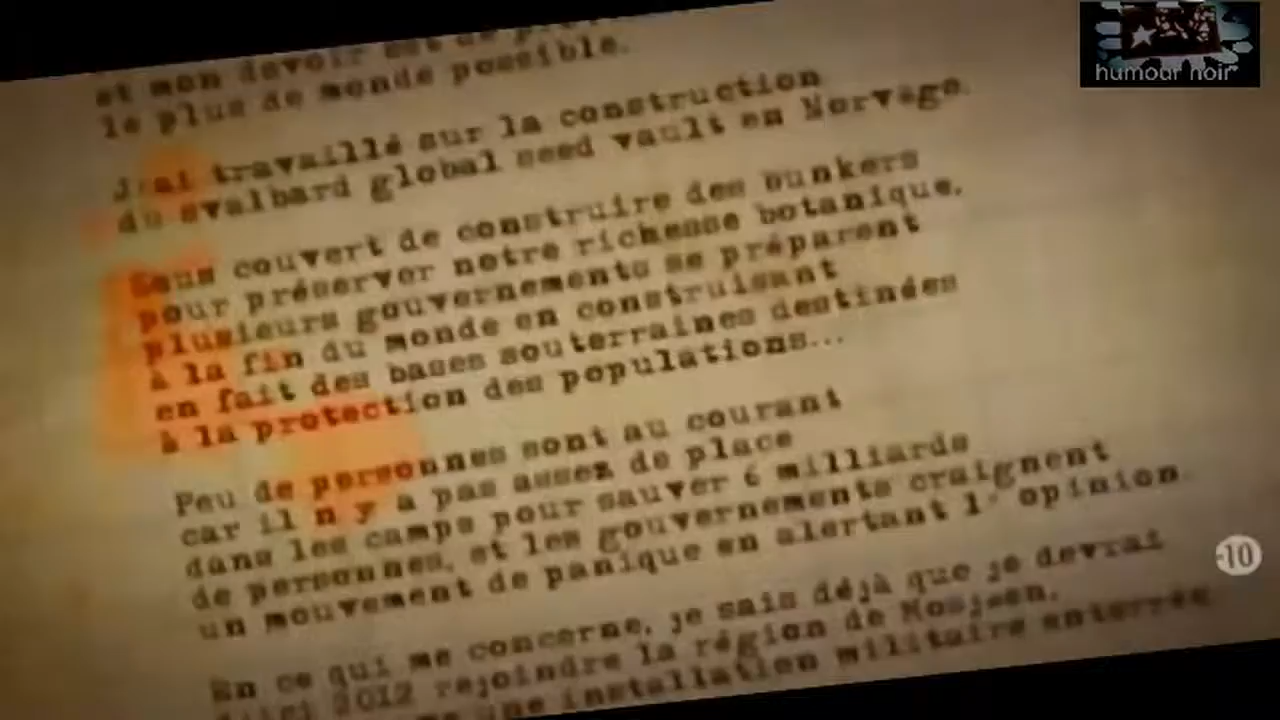 et mon devoir est de
le plus de monde possible.
J'ai travaillé sur la construction
du svalbard global seed vault en Norvège.
Sous couvert de construire des bunkers
pour préserver notre richesse botanique,
plusieurs gouvernements se préparent
à la fin du monde en construisant
en fait des bases souterraines destinées
à la protection des populations...
Peu de personnes sont au courant
car il n y a pas assez de place
dans les camps pour sauver 6 milliards
de personnes, et les gouvernements craignent
un mouvement de panique en alertant l' opinion.
En ce qui me concerne, je sais déjà que je devrai
d'ici 2012 rejoindre la région de Mosjøen,
une installation militaire enterrée
humour noir
-10